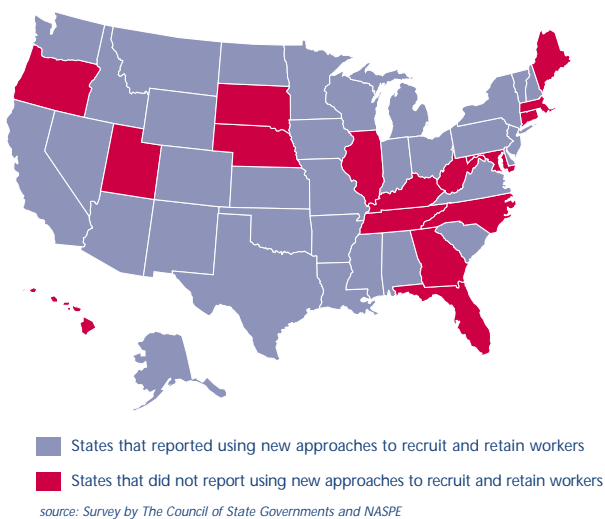 States that reported using new approaches to recruit and retain workers
States that did not report using new approaches to recruit and retain workers
source: Survey by The Council of State Governments and NASPE